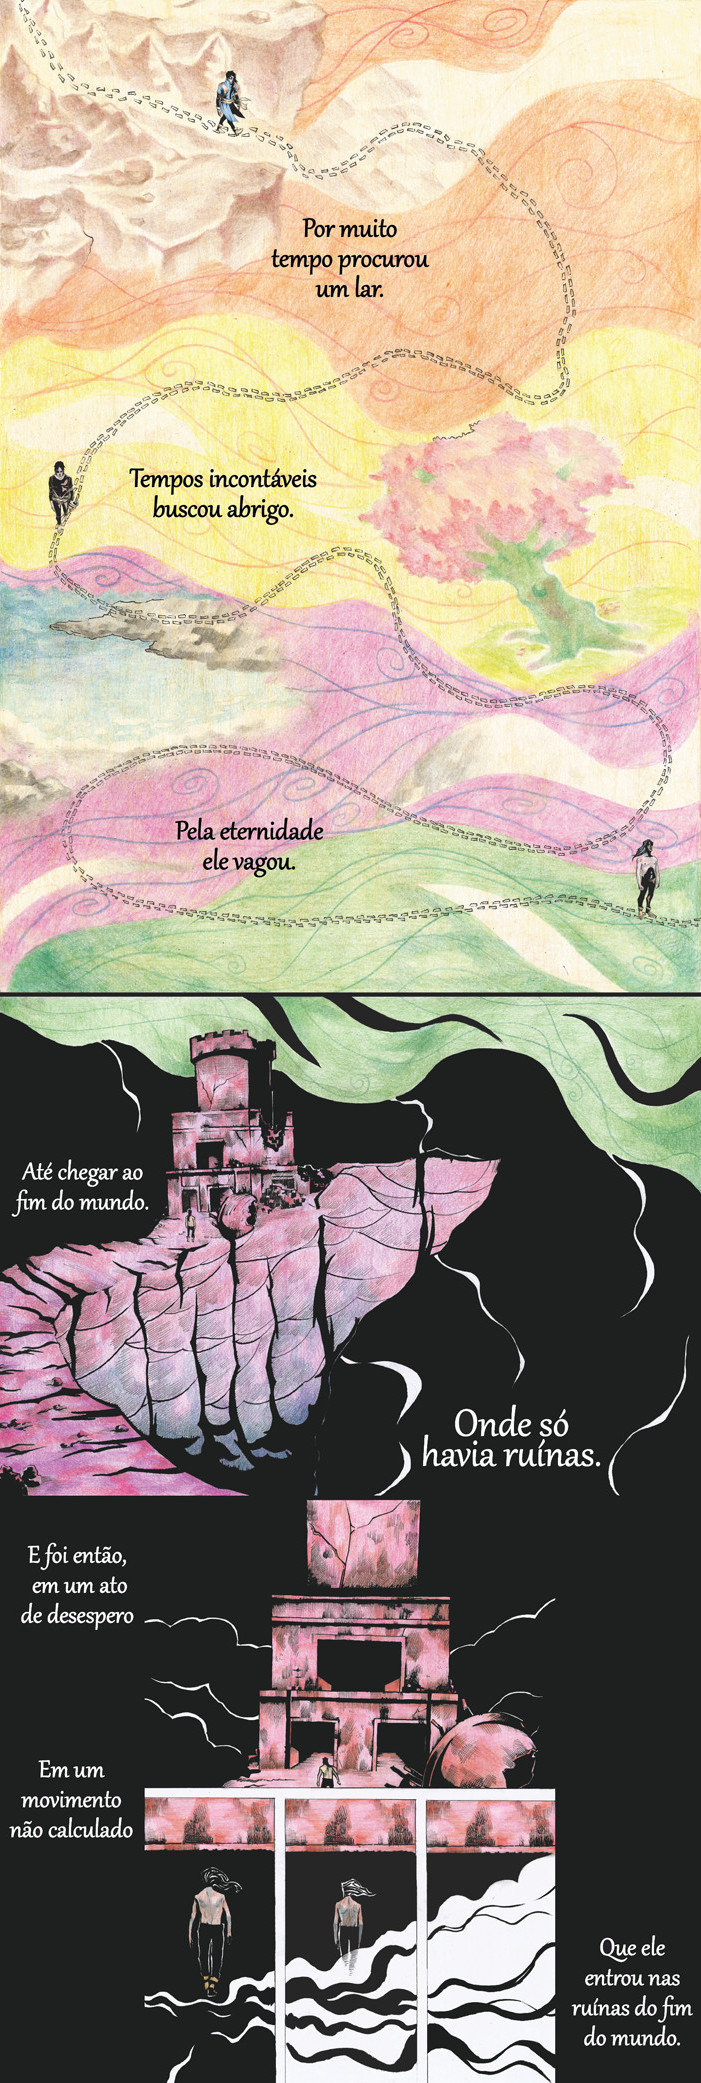 Por muito
tempo procurou
um lar.
Tempos incontáveis
buscou abrigo.
Pela eternidade
ele vagou.
Até chegar ao
fim do mundo.
Onde só
havia ruínas.
E foi então,
em um ato
de desespero
Em um
movimento
não calculado
Que ele
entrou nas
ruínas do fim
do mundo.